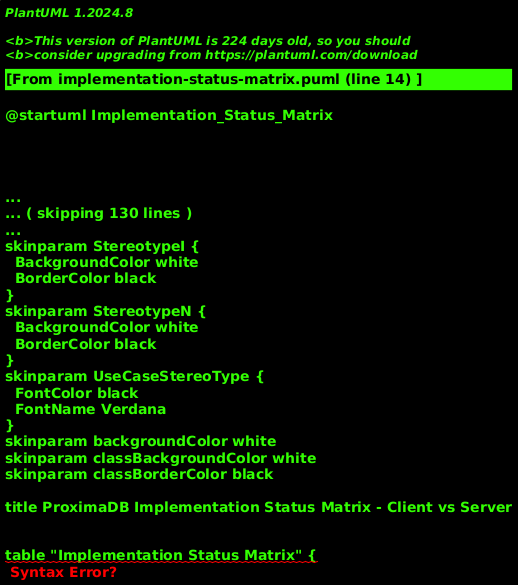 PlantUML 1.2024.8
<b>This version of PlantUML is 224 days old, so you should
<b>consider upgrading from https://plantuml.com/download
[From implementation-status-matrix.puml (line 14) ]
@startuml Implementation_Status_Matrix
...
... ( skipping 130 lines )
...
skinparam StereotypeI {
  BackgroundColor white
  BorderColor black
}
skinparam StereotypeN {
  BackgroundColor white
  BorderColor black
}
skinparam UseCaseStereoType {
  FontColor black
  FontName Verdana
}
skinparam backgroundColor white
skinparam classBackgroundColor white
skinparam classBorderColor black
title ProximaDB Implementation Status Matrix - Client vs Server
table "Implementation Status Matrix" {
 Syntax Error?